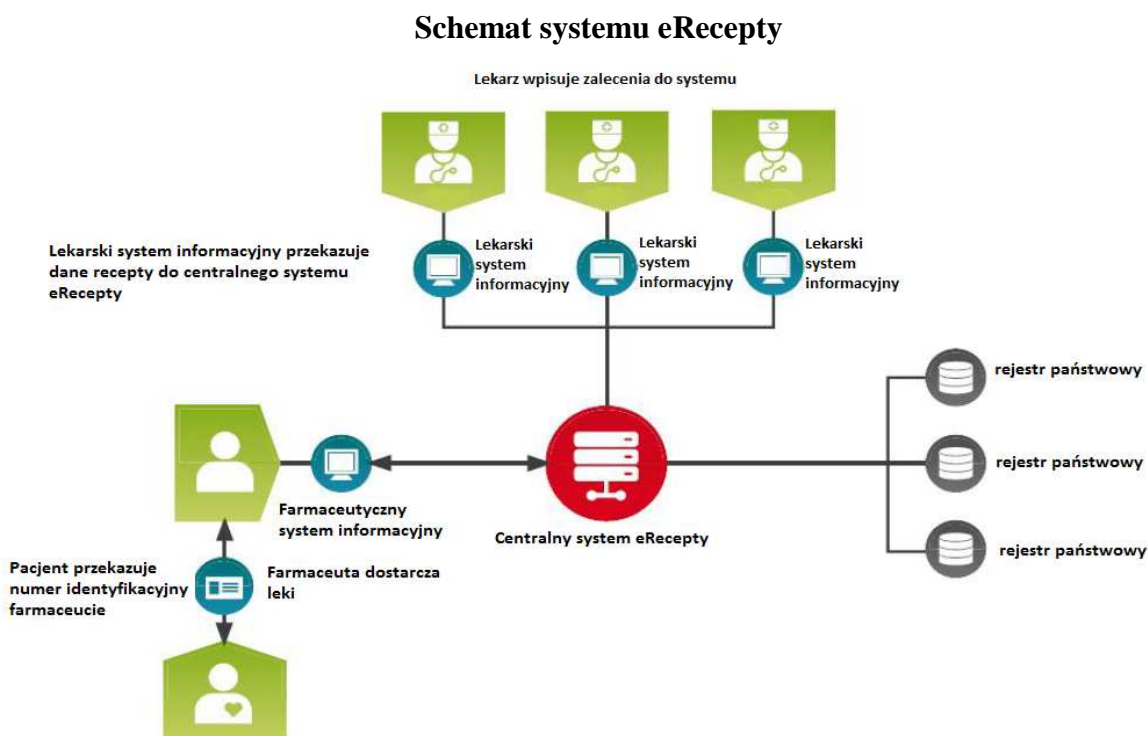 Schemat systemu eRecepty
Lekarz wpisuje zalecenia do systemu
Lekarski system informacyjny przekazuje
dane recepty do centralnego systemu
eRecepty
Lekarski
system
informacyjny
Lekarski
system
informacyjny
Lekarski
system
informacyjny
rejestr państwowy
rejestr państwowy
rejestr państwowy
Farmaceutyczny
system informacyjny
Centralny system eRecepty
Pacjent przekazuje
numer identyfikacyjny
farmaceucie
Farmaceuta dostarcza
leki